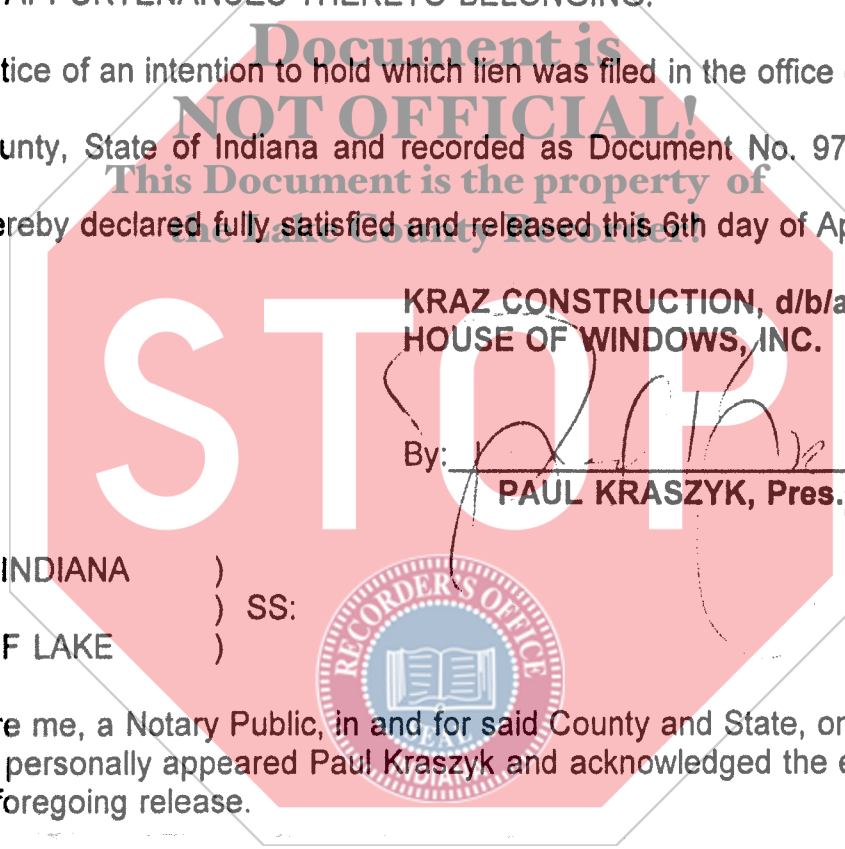 APPURTENANCES THERETO BELONGING.
Document is
tice of an intention to hold which lien was filed in the office
NOT OFFICIAL!
unty, State of Indiana and recorded as Document No. 97
This Document is the property of
ereby declared fully satisfied and released this 6th day of Ap
the Lake County Recorder!
KRAZ CONSTRUCTION, d/b/a
HOUSE OF WINDOWS, INC.
STOP
By:
PAUL KRASZYK, Pres.
INDIANA )
) SS:
F LAKE )
RECORDER'S OFFICE
SEAL
INDIANA
re me, a Notary Public, in and for said County and State, on
personally appeared Paul Kraszyk and acknowledged the e
foregoing release.